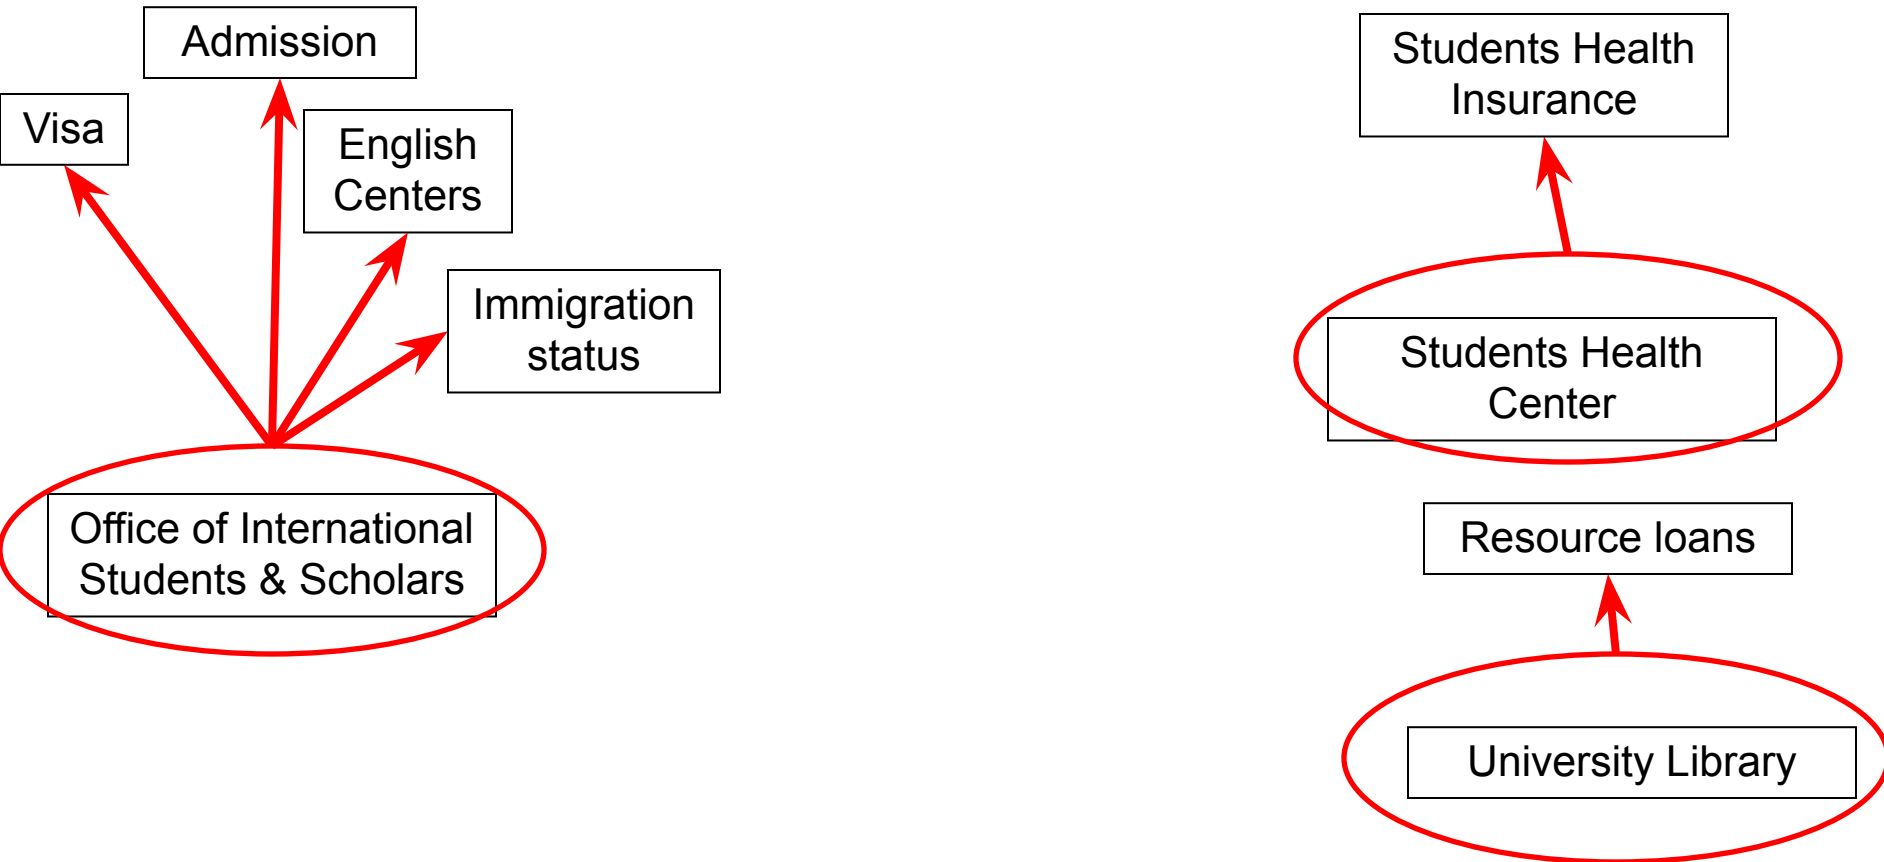 Admission
Visa
English
Centers
Immigration
status
Office of International
Students & Scholars
Students Health
Insurance
Students Health
Center
Resource loans
University Library